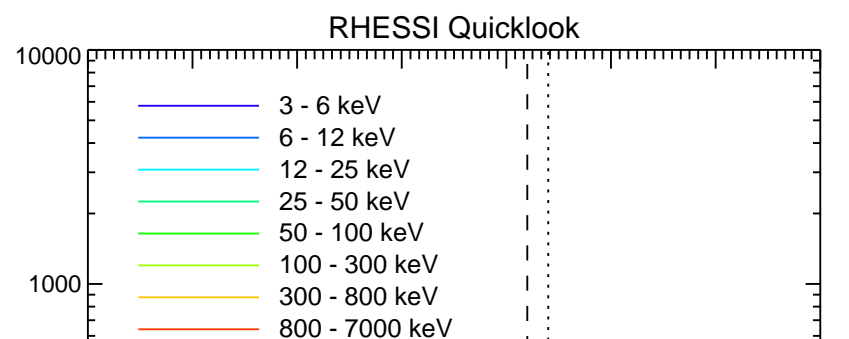 RHESSI Quicklook
10000
3 - 6 keV
6 - 12 keV
12 - 25 keV
25 - 50 keV
50 - 100 keV
100 - 300 keV
1000
300 - 800 keV
800 - 7000 keV